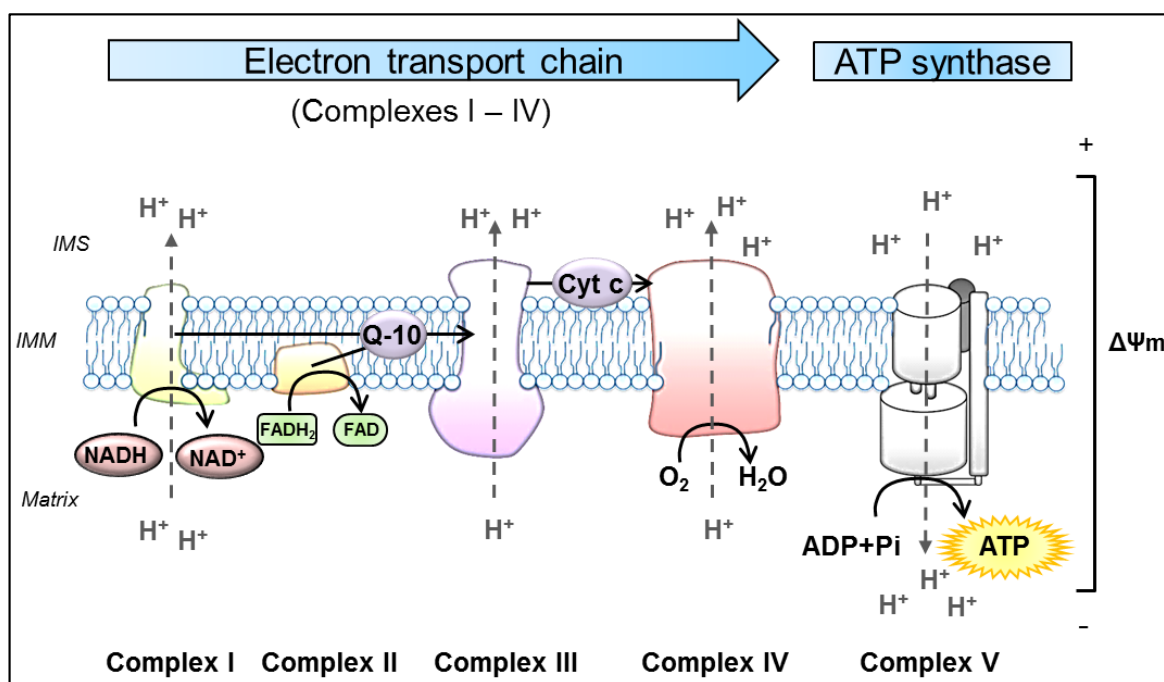 Electron transport chain
ATP synthase
(Complexes I – IV)
+
H⁺ H⁺
H⁺ H⁺
H⁺ H⁺
H⁺
H⁺
H⁺ H⁺
IMS
Cyt c
IMM
Q-10
ΔΨm
NADH
NAD⁺
FADH₂
FAD
O₂
H₂O
Matrix
H⁺ H⁺
H⁺
H⁺
ADP+Pi
ATP
H⁺
H⁺ H⁺
-
Complex I
Complex II
Complex III
Complex IV
Complex V